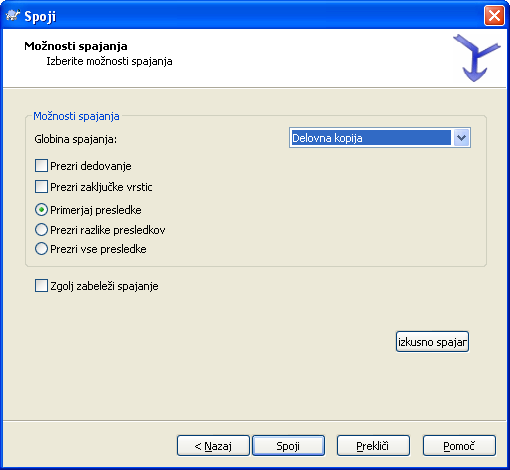 Spoji
Možnosti spajanja
Izberite možnosti spajanja
Možnosti spajanja
Globina spajanja:
Delovna kopija
Prezri dedovanje
Prezri zaključke vrstic
Primerjaj presledke
Prezri razlike presledkov
Prezri vse presledke
Zgolj zabeleži spajanje
izkusno spajar
< Nazaj
Spoji
Prekliči
Pomoč